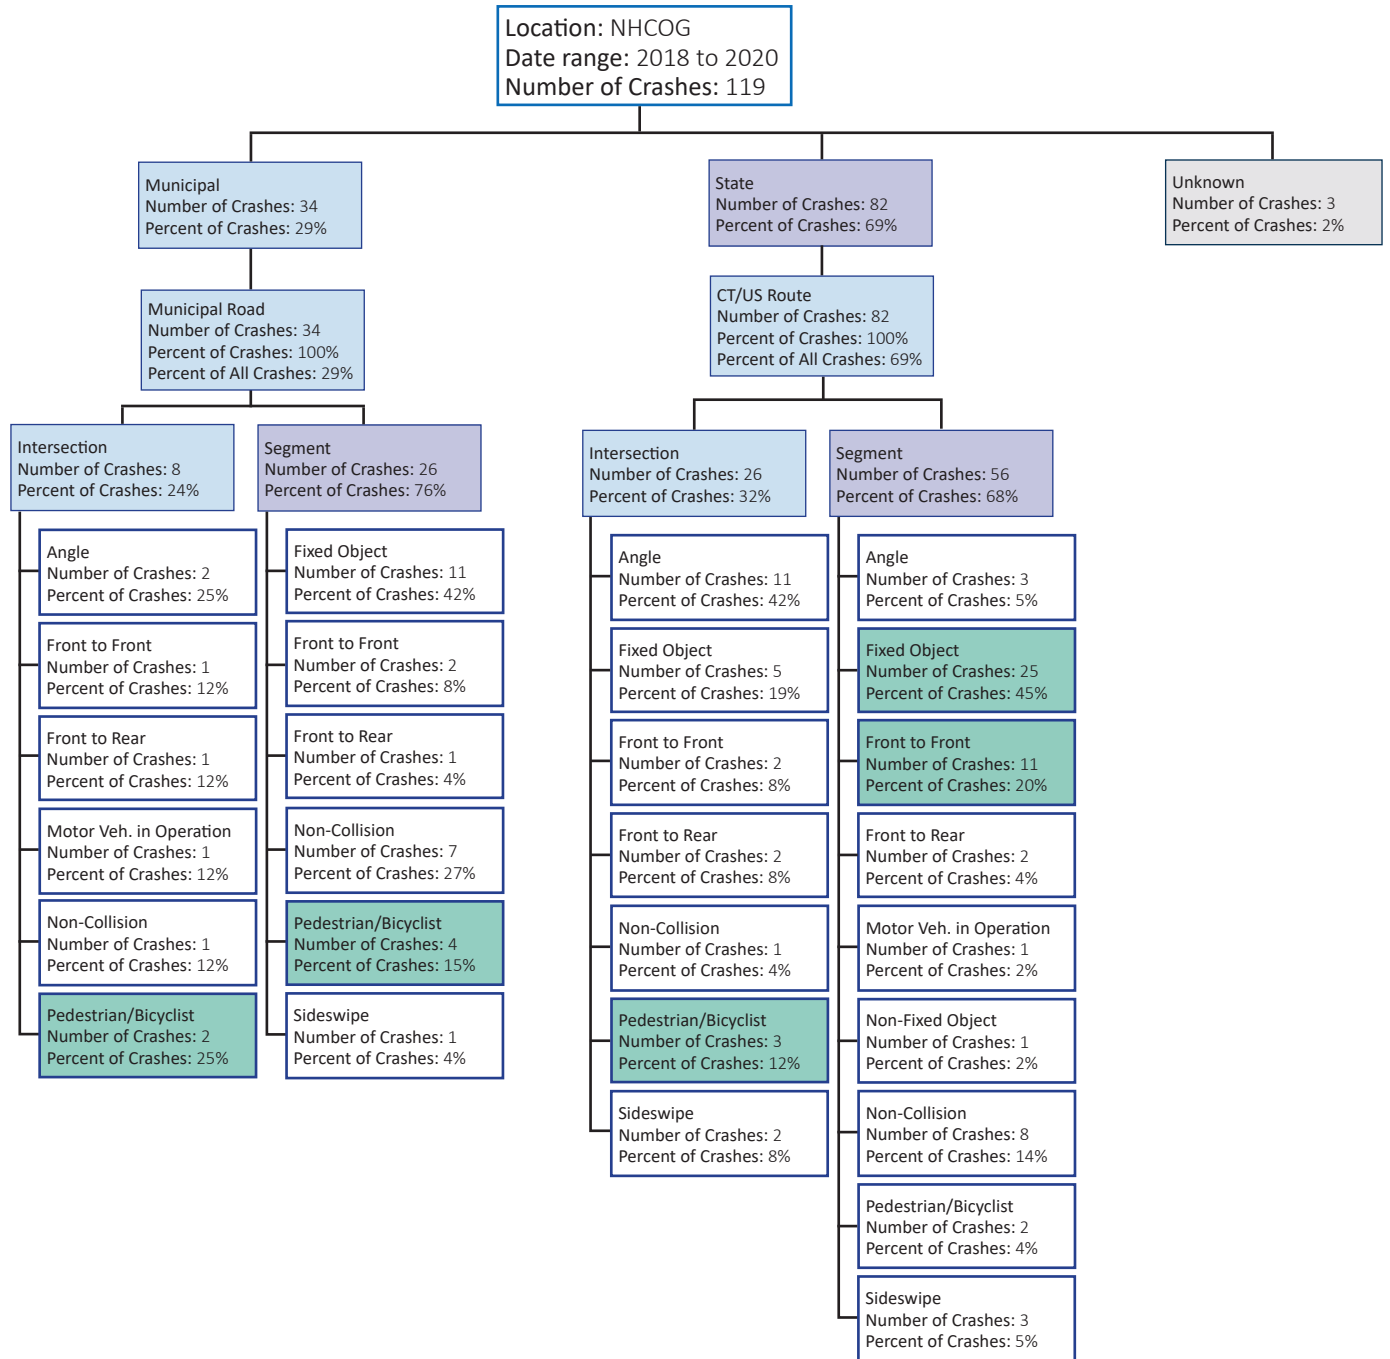 Location: NHCOG
Date range: 2018 to 2020
Number of Crashes: 119
Municipal
Number of Crashes: 34
Percent of Crashes: 29%
State
Number of Crashes: 82
Percent of Crashes: 69%
Unknown
Number of Crashes: 3
Percent of Crashes: 2%
Municipal Road
Number of Crashes: 34
Percent of Crashes: 100%
Percent of All Crashes: 29%
CT/US Route
Number of Crashes: 82
Percent of Crashes: 100%
Percent of All Crashes: 69%
Intersection
Number of Crashes: 8
Percent of Crashes: 24%
Angle
Number of Crashes: 2
Percent of Crashes: 25%
Front to Front
Number of Crashes: 1
Percent of Crashes: 12%
Front to Rear
Number of Crashes: 1
Percent of Crashes: 12%
Motor Veh. in Operation
Number of Crashes: 1
Percent of Crashes: 12%
Non-Collision
Number of Crashes: 1
Percent of Crashes: 12%
Pedestrian/Bicyclist
Number of Crashes: 2
Percent of Crashes: 25%
Segment
Number of Crashes: 26
Percent of Crashes: 76%
Fixed Object
Number of Crashes: 11
Percent of Crashes: 42%
Front to Front
Number of Crashes: 2
Percent of Crashes: 8%
Front to Rear
Number of Crashes: 1
Percent of Crashes: 4%
Non-Collision
Number of Crashes: 7
Percent of Crashes: 27%
Pedestrian/Bicyclist
Number of Crashes: 4
Percent of Crashes: 15%
Sideswipe
Number of Crashes: 1
Percent of Crashes: 4%
Intersection
Number of Crashes: 26
Percent of Crashes: 32%
Angle
Number of Crashes: 11
Percent of Crashes: 42%
Fixed Object
Number of Crashes: 5
Percent of Crashes: 19%
Front to Front
Number of Crashes: 2
Percent of Crashes: 8%
Front to Rear
Number of Crashes: 2
Percent of Crashes: 8%
Non-Collision
Number of Crashes: 1
Percent of Crashes: 4%
Pedestrian/Bicyclist
Number of Crashes: 3
Percent of Crashes: 12%
Sideswipe
Number of Crashes: 2
Percent of Crashes: 8%
Segment
Number of Crashes: 56
Percent of Crashes: 68%
Angle
Number of Crashes: 3
Percent of Crashes: 5%
Fixed Object
Number of Crashes: 25
Percent of Crashes: 45%
Front to Front
Number of Crashes: 11
Percent of Crashes: 20%
Front to Rear
Number of Crashes: 2
Percent of Crashes: 4%
Motor Veh. in Operation
Number of Crashes: 1
Percent of Crashes: 2%
Non-Fixed Object
Number of Crashes: 1
Percent of Crashes: 2%
Non-Collision
Number of Crashes: 8
Percent of Crashes: 14%
Pedestrian/Bicyclist
Number of Crashes: 2
Percent of Crashes: 4%
Sideswipe
Number of Crashes: 3
Percent of Crashes: 5%